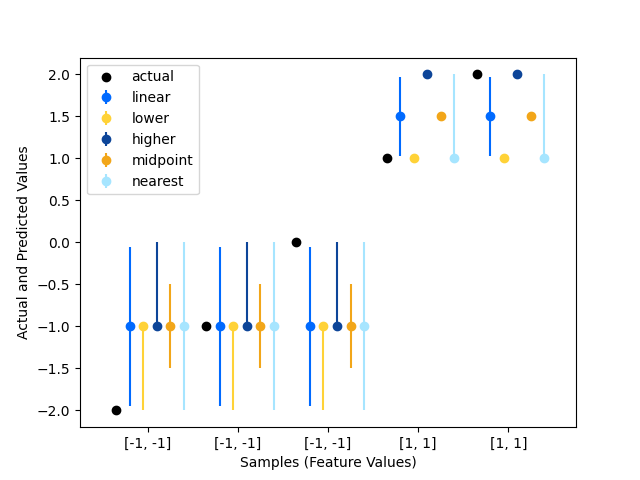 2.0
1.5
1.0
0.5
0.0
−0.5
−1.0
−1.5
−2.0
Actual and Predicted Values
actual
linear
lower
higher
midpoint
nearest
[-1, -1]
[-1, -1]
[-1, -1]
[1, 1]
[1, 1]
Samples (Feature Values)